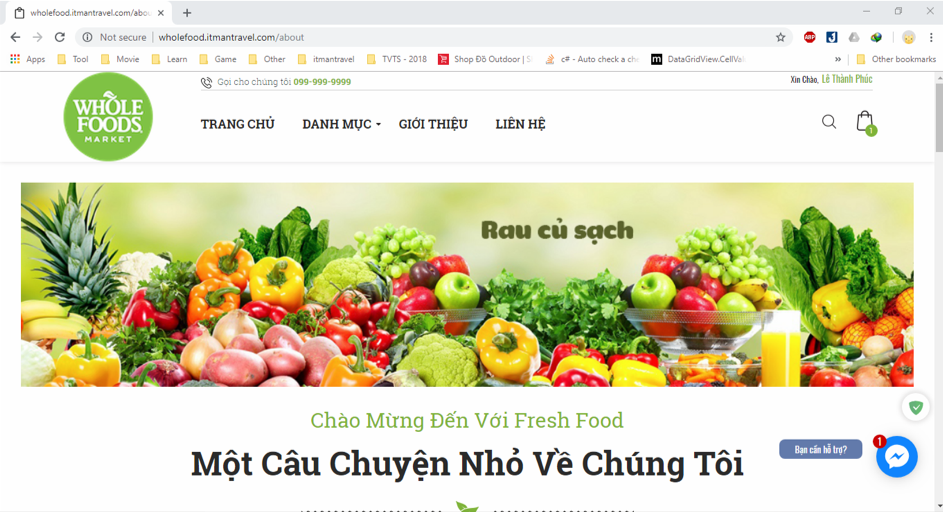 wholefood.itmantravel.com/abou
Not secure | wholefood.itmantravel.com/about
Apps Tool Movie Learn Game Other itmantravel TVTS - 2018 Shop Đồ Outdoor | S c# - Auto check a che DataGridView.CellVal » Other bookmarks
Gọi cho chúng tôi 099-999-9999
Xin Chào, Lê Thành Phúc
WHOLE
FOODS
MARKET
TRANG CHỦ DANH MỤC GIỚI THIỆU LIÊN HỆ
1
Rau củ sạch
Chào Mừng Đến Với Fresh Food
Một Câu Chuyện Nhỏ Về Chúng Tôi
Bạn cần hỗ trợ?
1